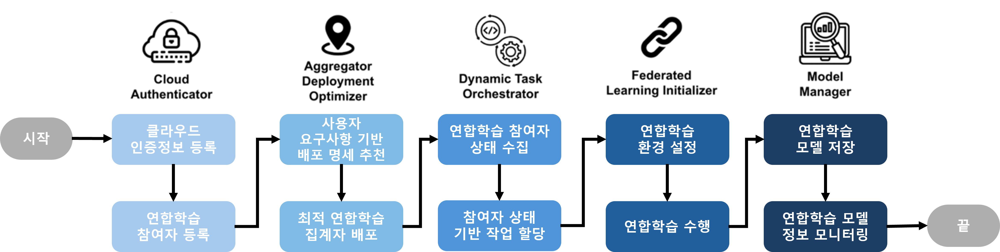 Cloud
Authenticator
Aggregator
Deployment
Optimizer
Dynamic Task
Orchestrator
Federated
Learning Initializer
Model
Manager
시작
클라우드
인증정보 등록
연합학습
참여자 등록
사용자
요구사항 기반
배포 명세 추천
최적 연합학습
집계자 배포
연합학습 참여자
상태 수집
참여자 상태
기반 작업 할당
연합학습
환경 설정
연합학습 수행
연합학습
모델 저장
연합학습 모델
정보 모니터링
끝